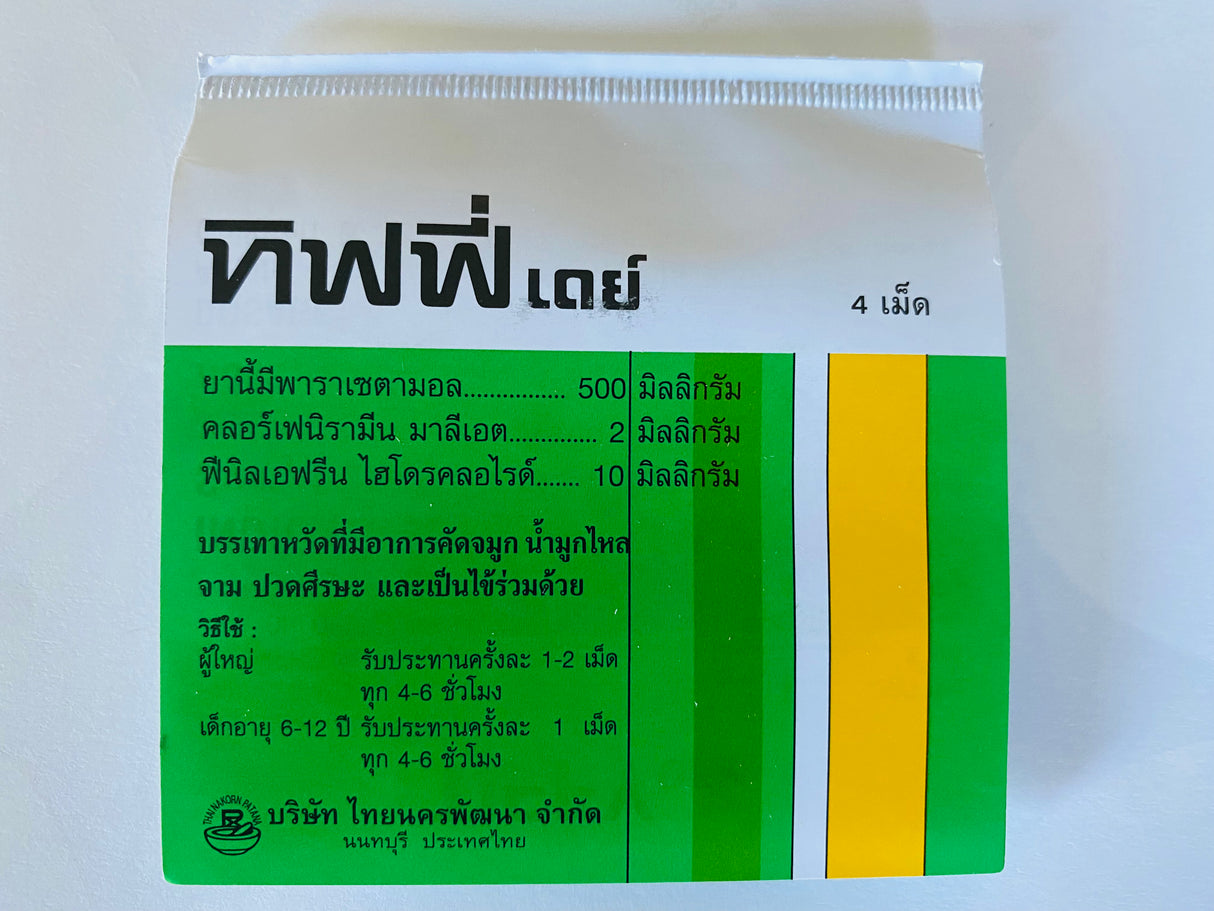 ทิฟฟี่ เดย์
4 เม็ด
ยานี้มีพาราเซตามอล................ 500 มิลลิกรัม
คลอร์เฟนิรามีน มาลีเอต.............. 2 มิลลิกรัม
ฟีนิลเอฟรีน ไฮโดรคลอไรด์....... 10 มิลลิกรัม
บรรเทาหวัดที่มีอาการคัดจมูก น้ำมูกไหล
จาม ปวดศีรษะ และเป็นไข้ร่วมด้วย
วิธีใช้ :
ผู้ใหญ่ รับประทานครั้งละ 1-2 เม็ด
ทุก 4-6 ชั่วโมง
เด็กอายุ 6-12 ปี รับประทานครั้งละ 1 เม็ด
ทุก 4-6 ชั่วโมง
THAI NAKORN PATANA
บริษัท ไทยนครพัฒนา จำกัด
นนทบุรี ประเทศไทย